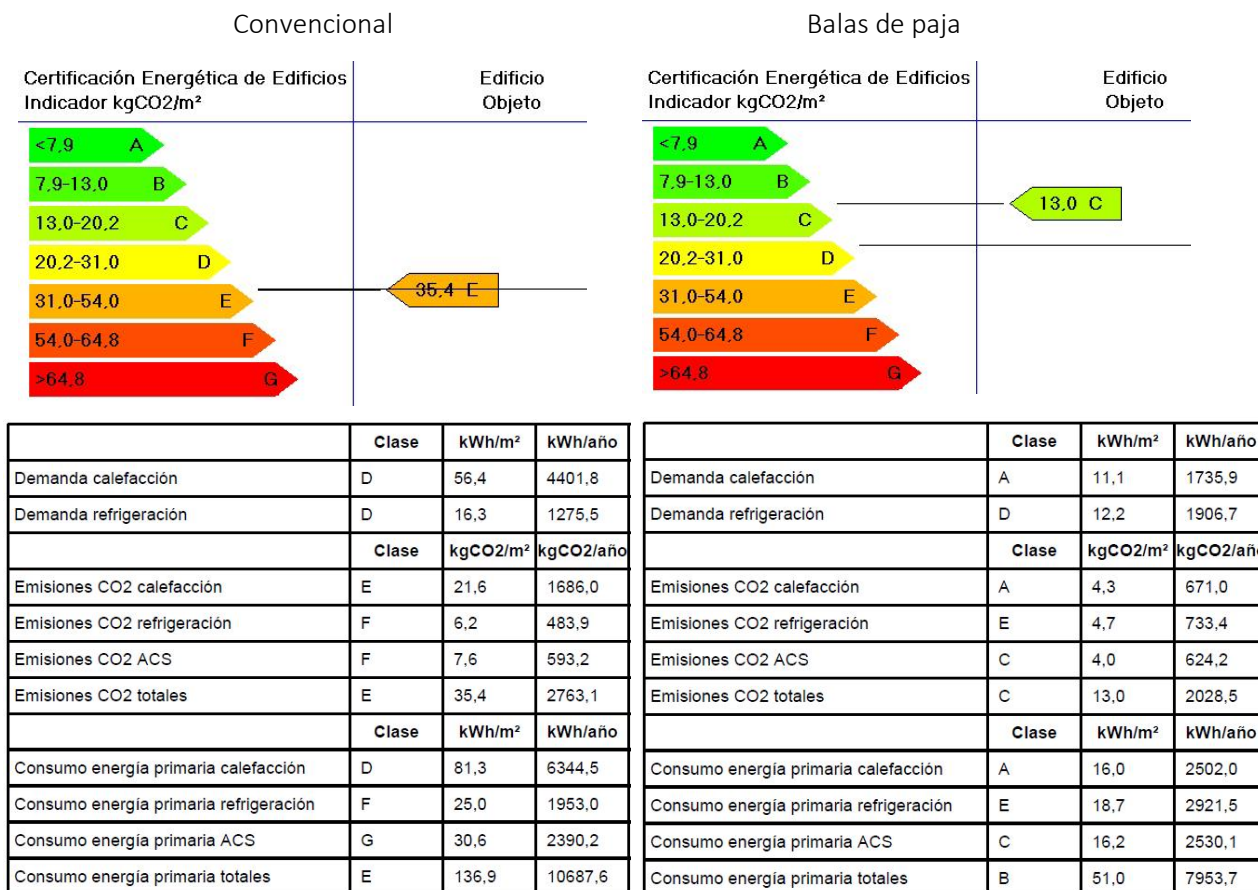 Convencional
Certificación Energética de Edificios Edificio
Indicador kgCO2/m² Objeto
<7,9 A
7,9-13,0 B
13,0-20,2 C
20,2-31,0 D
31,0-54,0 E
35,4 E
54,0-64,8 F
>64,8 G
Clase kWh/m² kWh/año
Demanda calefacción D 56,4 4401,8
Demanda refrigeración D 16,3 1275,5
Clase kgCO2/m² kgCO2/año
Emisiones CO2 calefacción E 21,6 1686,0
Emisiones CO2 refrigeración F 6,2 483,9
Emisiones CO2 ACS F 7,6 593,2
Emisiones CO2 totales E 35,4 2763,1
Clase kWh/m² kWh/año
Consumo energía primaria calefacción D 81,3 6344,5
Consumo energía primaria refrigeración F 25,0 1953,0
Consumo energía primaria ACS G 30,6 2390,2
Consumo energía primaria totales E 136,9 10687,6
Balas de paja
Certificación Energética de Edificios Edificio
Indicador kgCO2/m² Objeto
<7,9 A
7,9-13,0 B
13,0 C
13,0-20,2 C
20,2-31,0 D
31,0-54,0 E
54,0-64,8 F
>64,8 G
Clase kWh/m² kWh/año
Demanda calefacción A 11,1 1735,9
Demanda refrigeración D 12,2 1906,7
Clase kgCO2/m² kgCO2/año
Emisiones CO2 calefacción A 4,3 671,0
Emisiones CO2 refrigeración E 4,7 733,4
Emisiones CO2 ACS C 4,0 624,2
Emisiones CO2 totales C 13,0 2028,5
Clase kWh/m² kWh/año
Consumo energía primaria calefacción A 16,0 2502,0
Consumo energía primaria refrigeración E 18,7 2921,5
Consumo energía primaria ACS C 16,2 2530,1
Consumo energía primaria totales B 51,0 7953,7